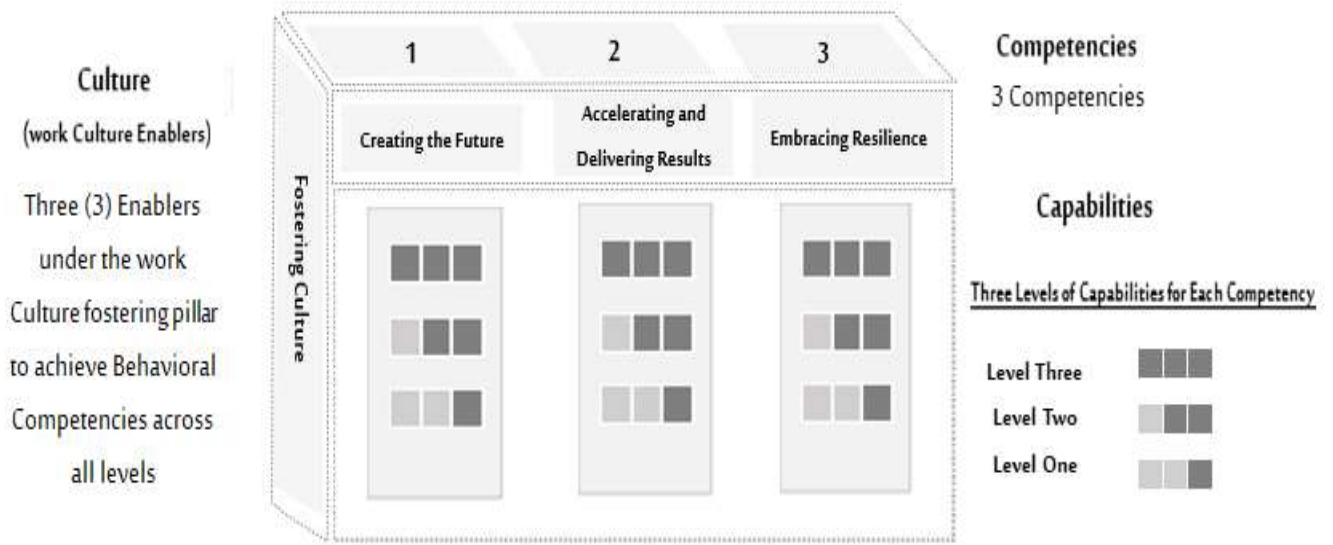 Culture
(work Culture Enablers)
Three (3) Enablers
under the work
Culture fostering pillar
to achieve Behavioral
Competencies across
all levels
Fostering Culture
1
2
3
Creating the Future
Accelerating and
Delivering Results
Embracing Resilience
Competencies
3 Competencies
Capabilities
Three Levels of Capabilities for Each Competency
Level Three
Level Two
Level One